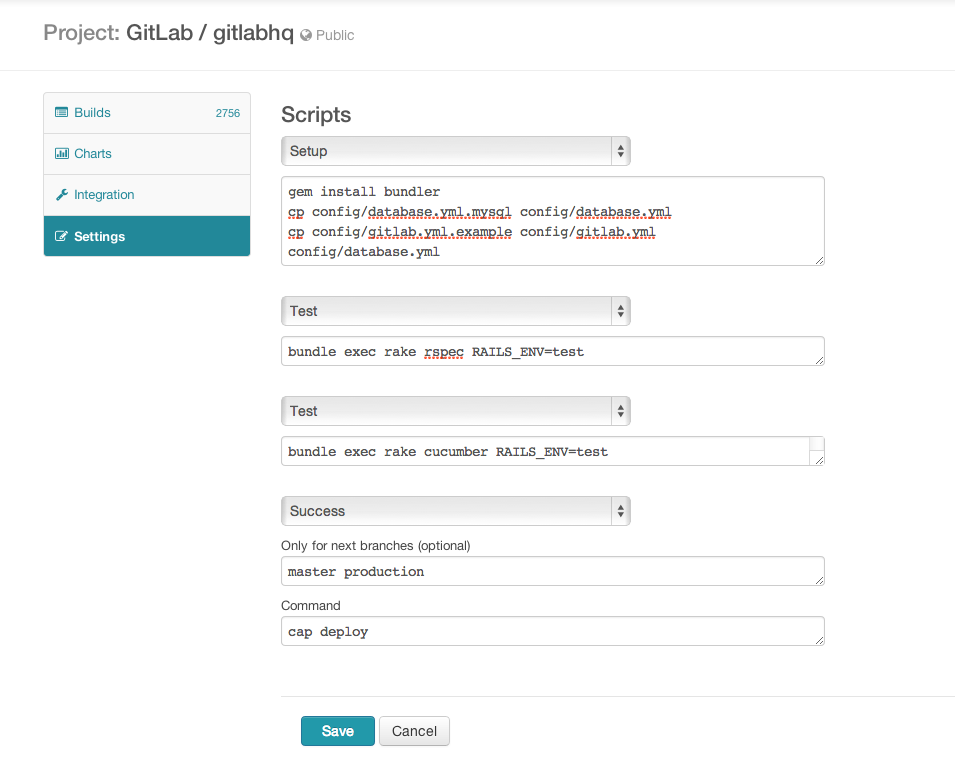 Project: GitLab / gitlabhq Public
Builds 2756
Charts
Integration
Settings
Scripts
Setup
gem install bundler
cp config/database.yml.mysql config/database.yml
cp config/gitlab.yml.example config/gitlab.yml
config/database.yml
Test
bundle exec rake rspec RAILS_ENV=test
Test
bundle exec rake cucumber RAILS_ENV=test
Success
Only for next branches (optional)
master production
Command
cap deploy
Save Cancel